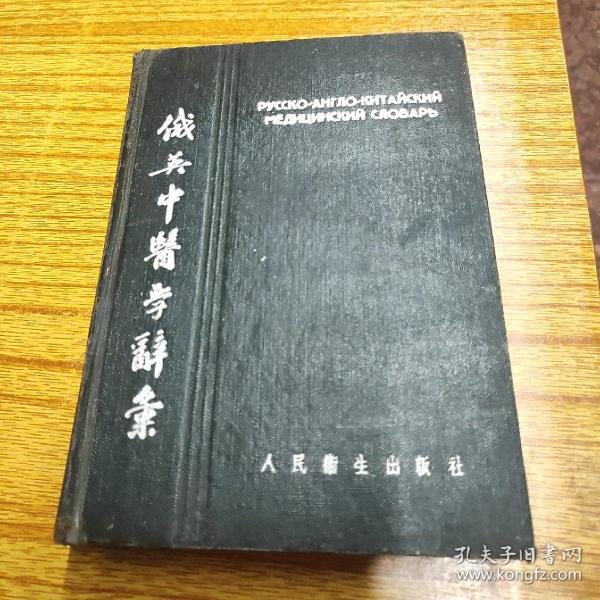 РУССКО-АНГЛО-КИТАЙСКИЙ
МЕДИЦИНСКИЙ СЛОВАРЬ
俄英中醫学辭彙
人民衛生出版社
孔夫子旧书网
www.kongfz.com